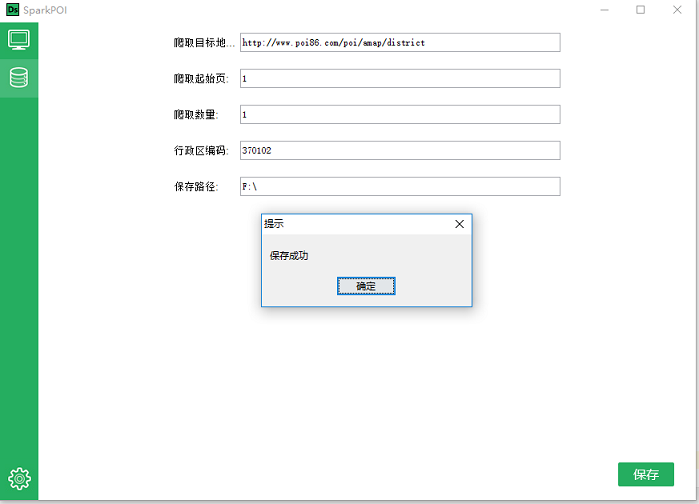 Ds SparkPOI
爬取目标地... http://www.poi86.com/poi/amap/district
爬取起始页: 1
爬取数量: 1
行政区编码: 370102
保存路径: F:\
提示
保存成功
确定
保存